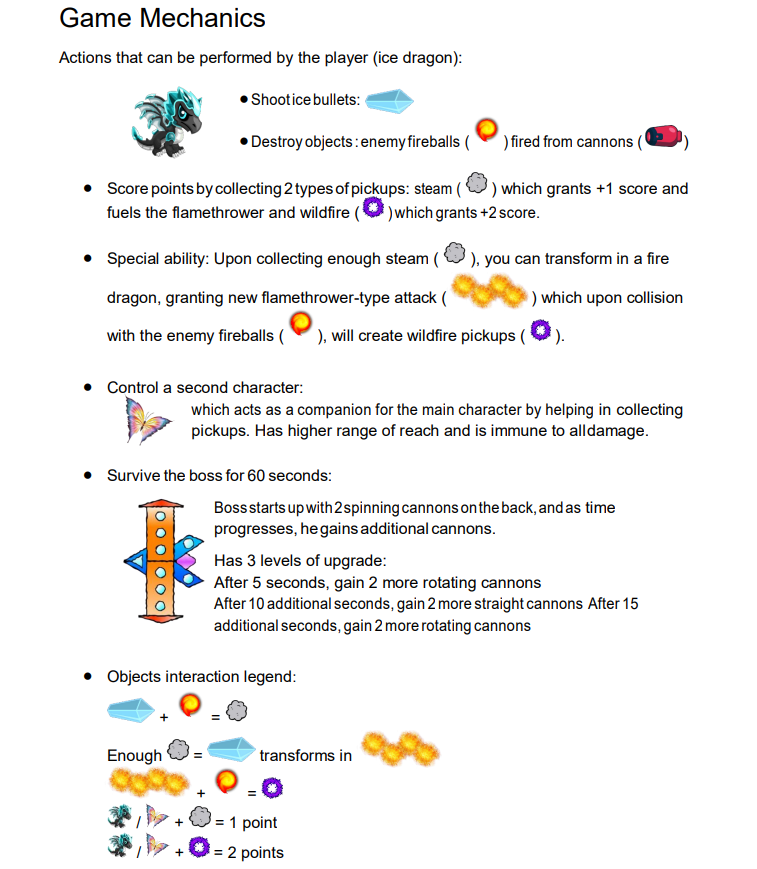 Game Mechanics
Actions that can be performed by the player (ice dragon):
● Shoot ice bullets:
● Destroy objects : enemy fireballs ( ) fired from cannons ( )
● Score points by collecting 2 types of pickups: steam ( ) which grants +1 score and
fuels the flamethrower and wildfire ( ) which grants +2 score.
● Special ability: Upon collecting enough steam ( ), you can transform in a fire
dragon, granting new flamethrower-type attack ( ) which upon collision
with the enemy fireballs ( ), will create wildfire pickups ( ).
● Control a second character:
which acts as a companion for the main character by helping in collecting
pickups. Has higher range of reach and is immune to all damage.
● Survive the boss for 60 seconds:
Boss starts up with 2 spinning cannons on the back, and as time
progresses, he gains additional cannons.
Has 3 levels of upgrade:
After 5 seconds, gain 2 more rotating cannons
After 10 additional seconds, gain 2 more straight cannons After 15
additional seconds, gain 2 more rotating cannons
● Objects interaction legend:
+ =
Enough = transforms in
+ =
/ + = 1 point
/ + = 2 points